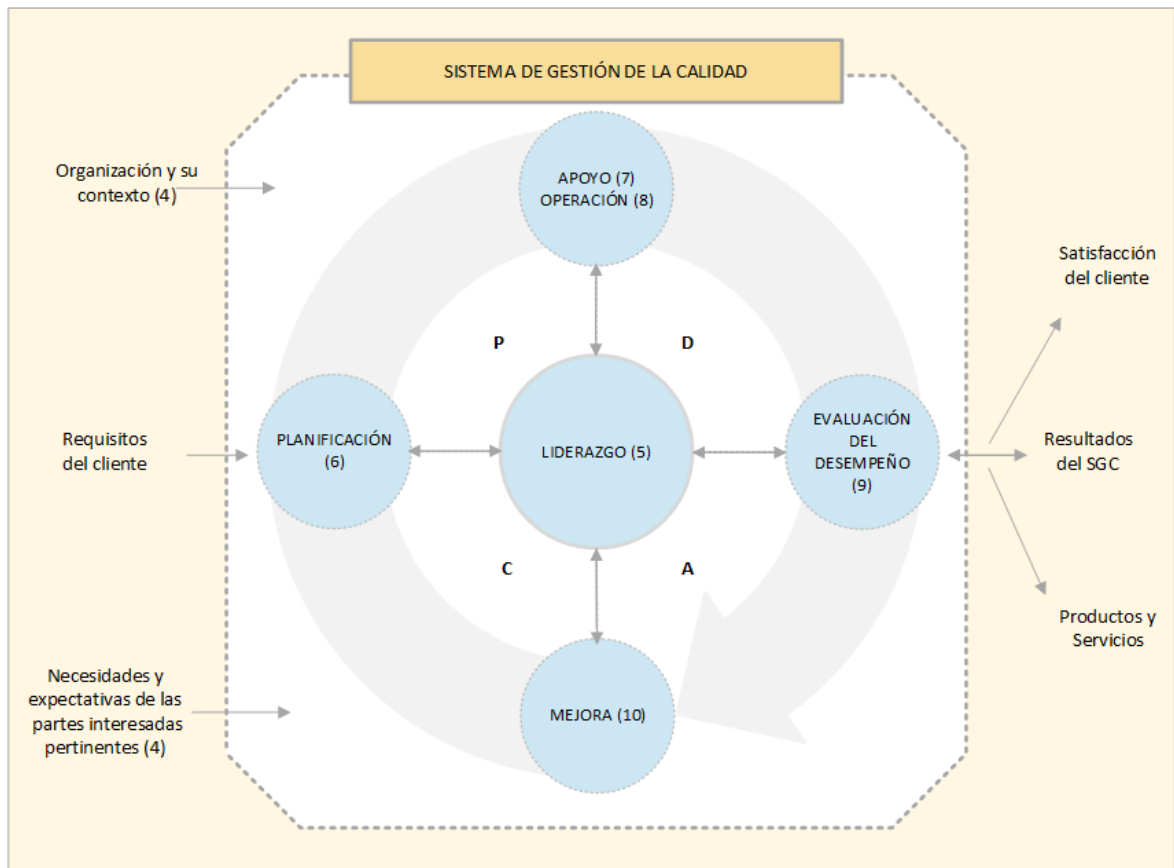 SISTEMA DE GESTIÓN DE LA CALIDAD
Organización y su
contexto (4)
APOYO (7)
OPERACIÓN (8)
Satisfacción
del cliente
P
D
Requisitos
del cliente
PLANIFICACIÓN
(6)
LIDERAZGO (5)
EVALUACIÓN
DEL
DESEMPEÑO
(9)
Resultados
del SGC
C
A
Productos y
Servicios
Necesidades y
expectativas de las
partes interesadas
pertinentes (4)
MEJORA (10)